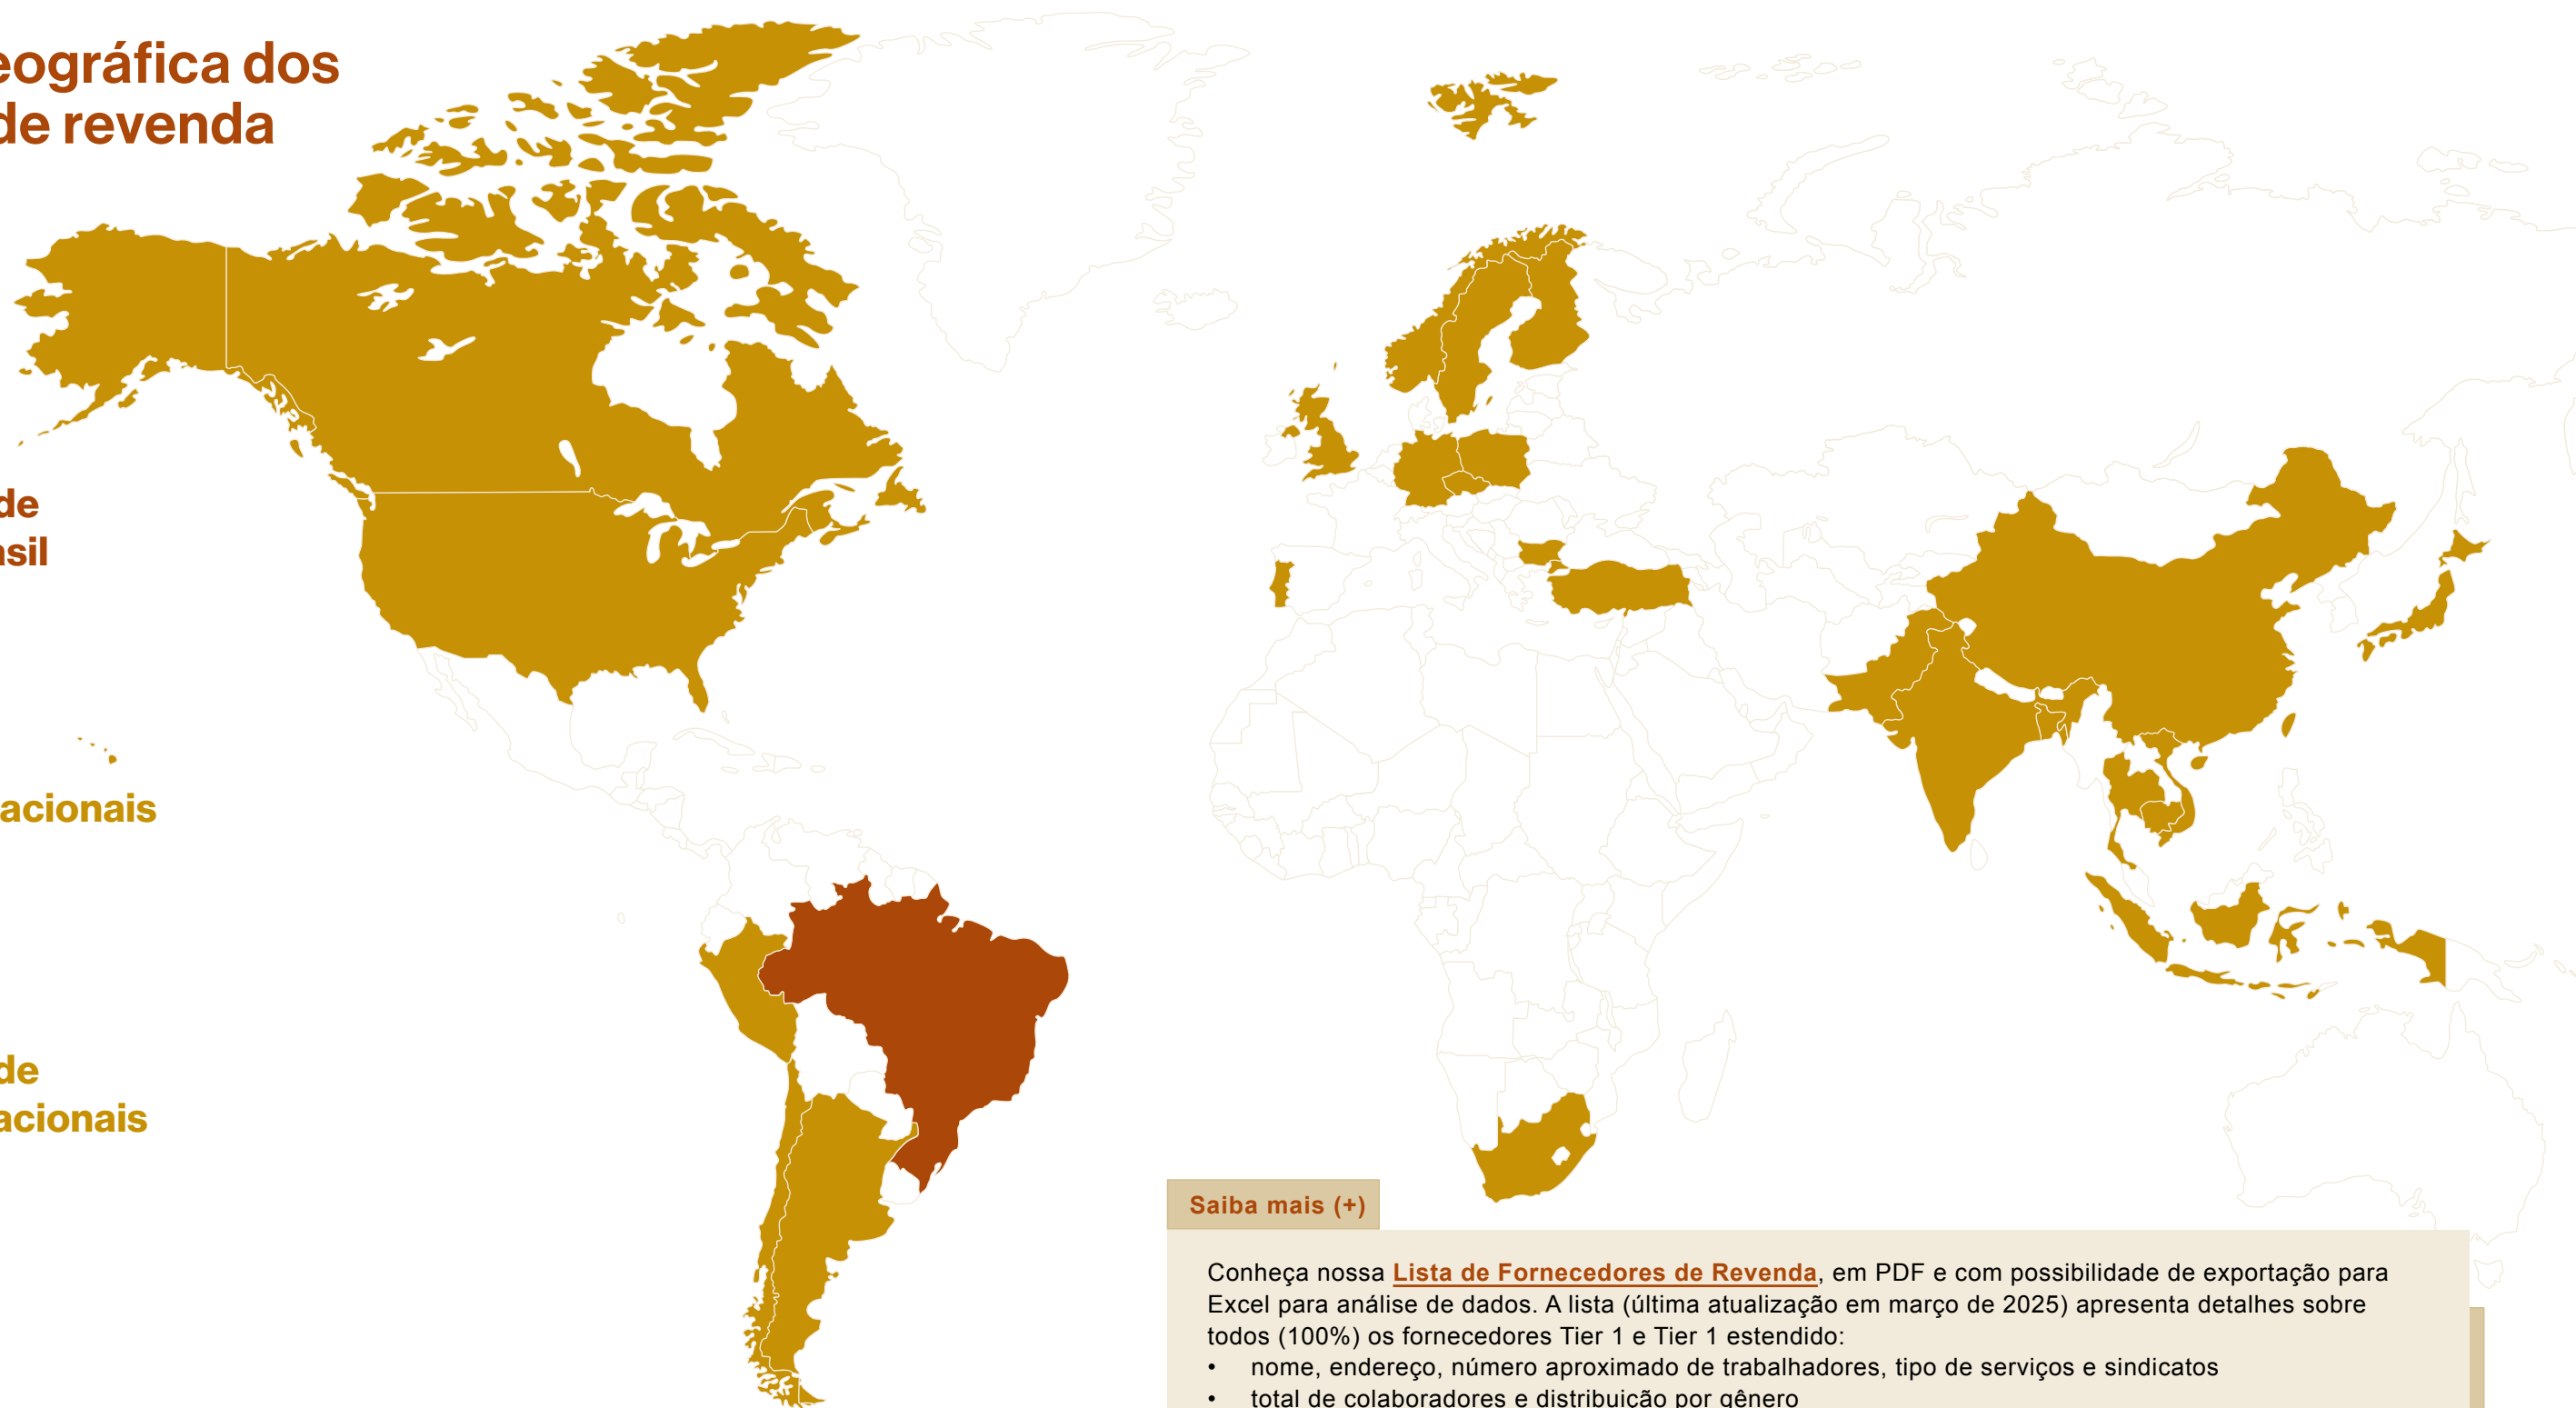 eográfica dos
de revenda
de
asil
acionais
de
acionais
Saiba mais (+)
Conheça nossa Lista de Fornecedores de Revenda, em PDF e com possibilidade de exportação para
Excel para análise de dados. A lista (última atualização em março de 2025) apresenta detalhes sobre
todos (100%) os fornecedores Tier 1 e Tier 1 estendido:
• nome, endereço, número aproximado de trabalhadores, tipo de serviços e sindicatos
• total de colaboradores e distribuição por gênero